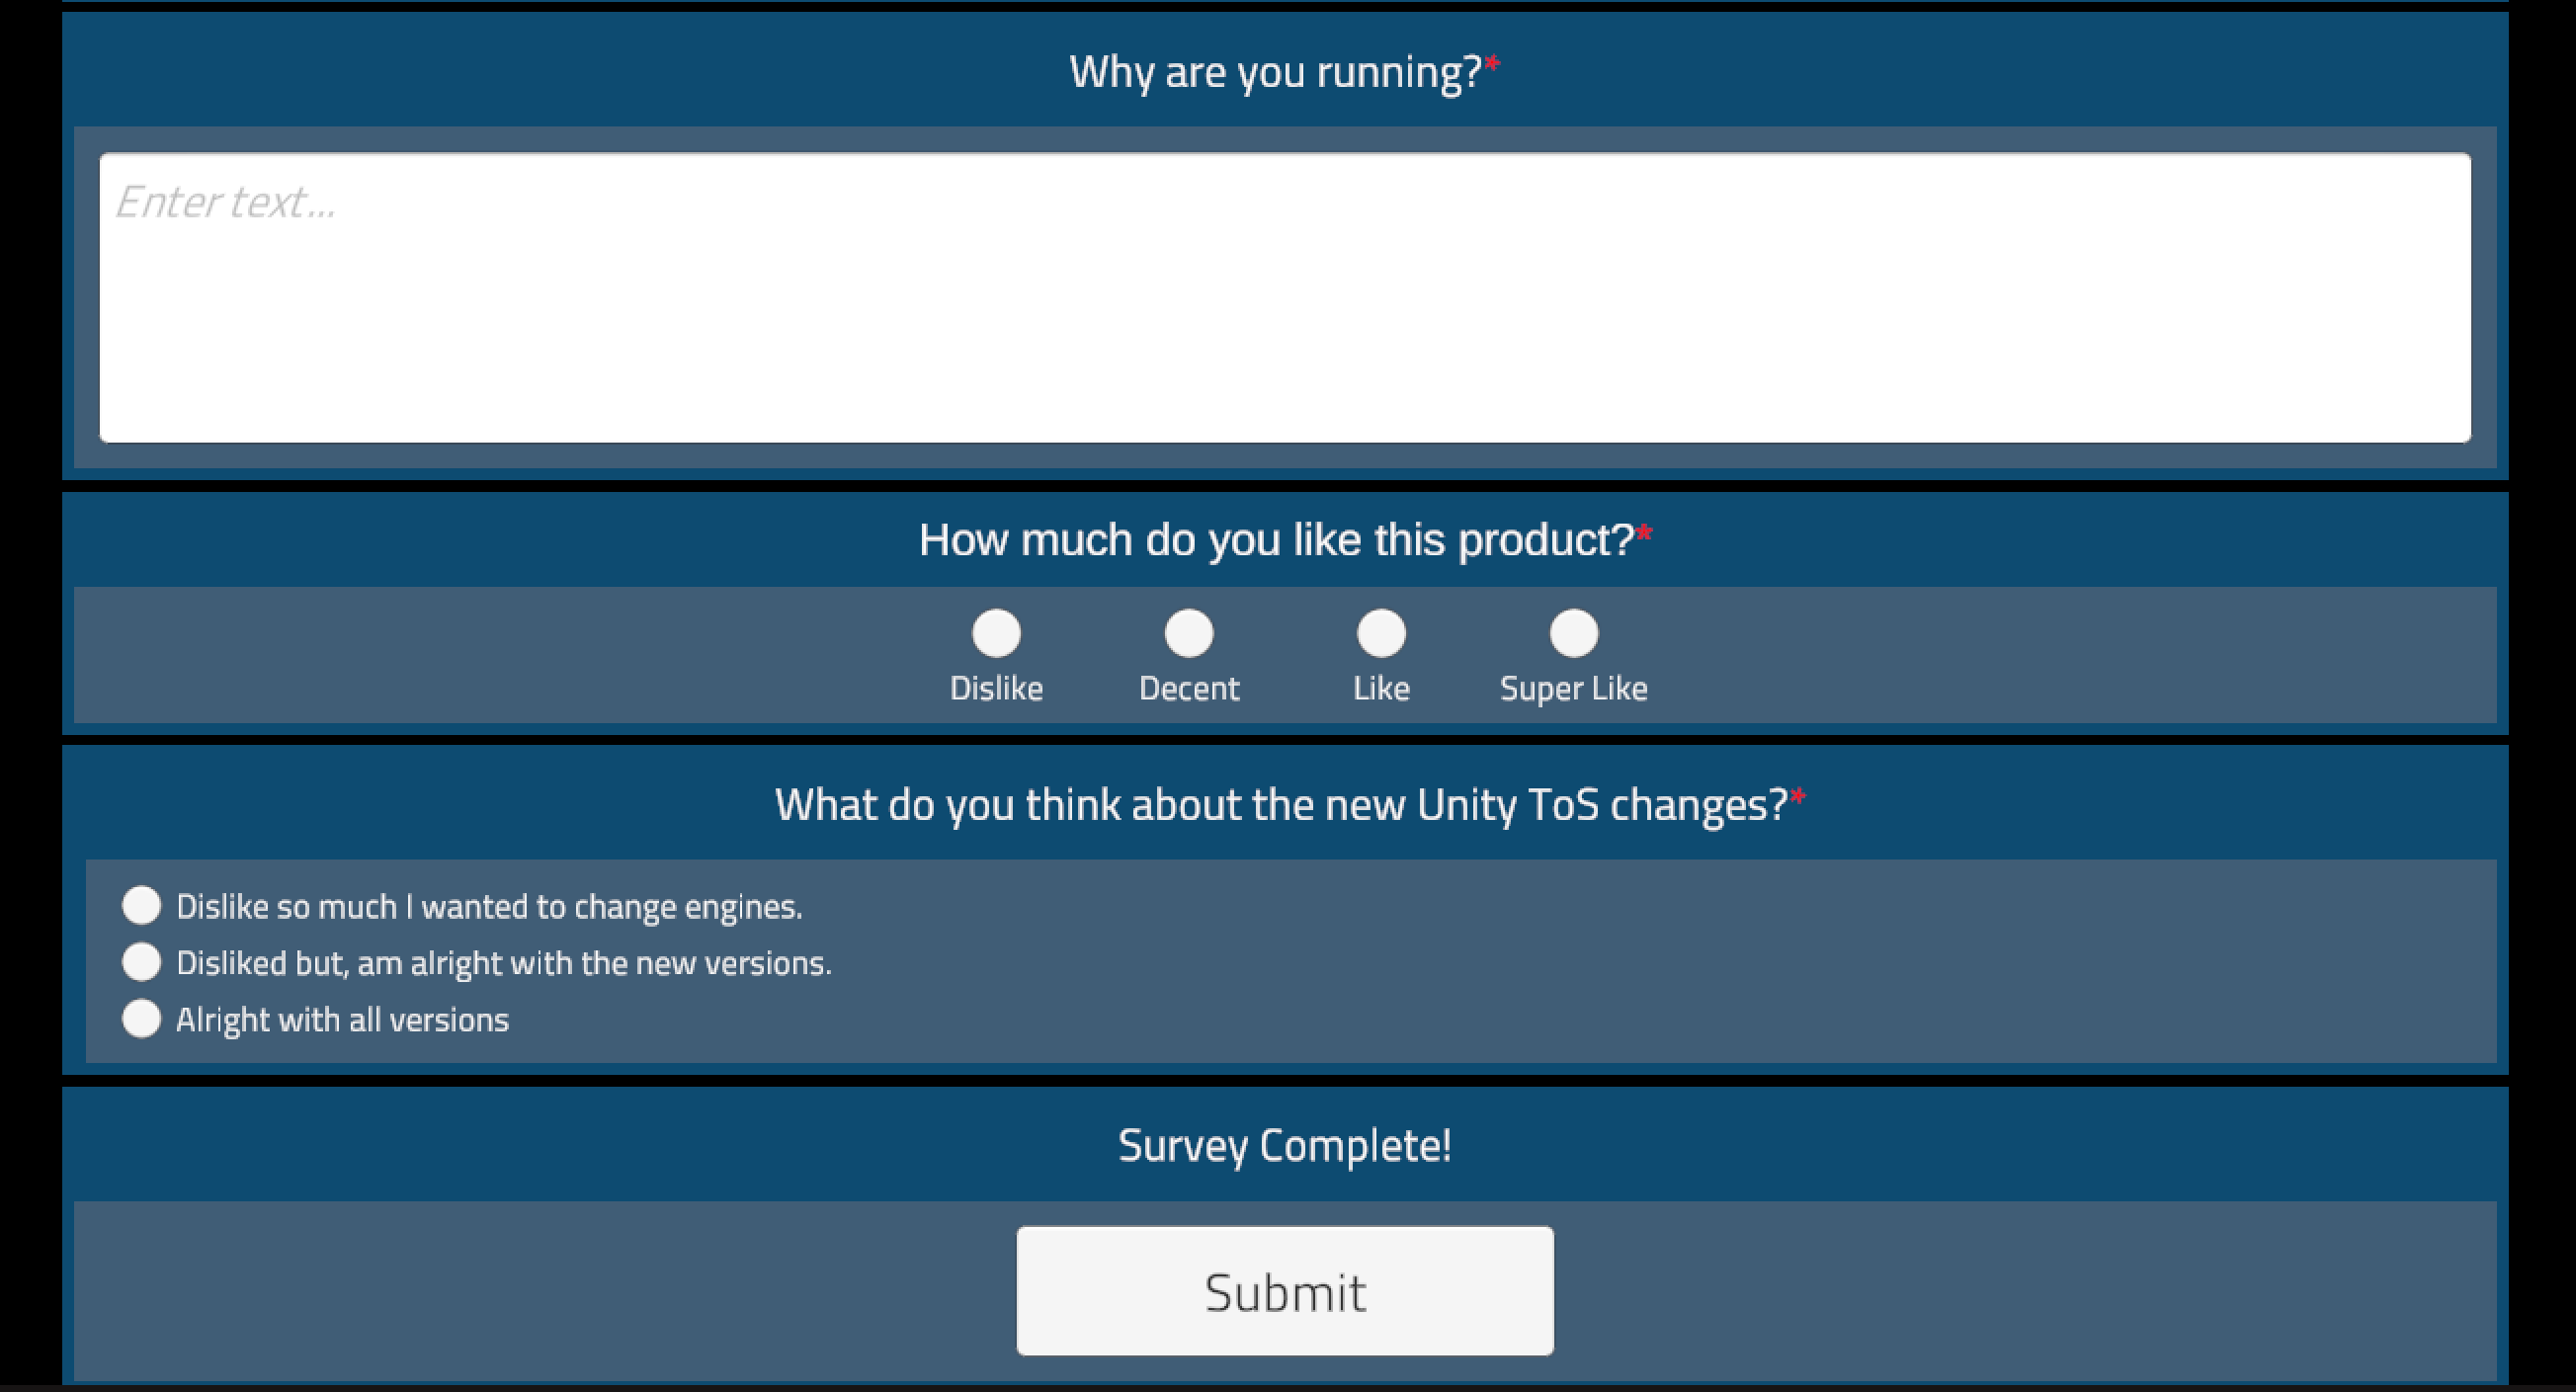 Why are you running?*
Enter text...
How much do you like this product?*
Dislike Decent Like Super Like
What do you think about the new Unity ToS changes?*
Dislike so much I wanted to change engines.
Disliked but, am alright with the new versions.
Alright with all versions
Survey Complete!
Submit